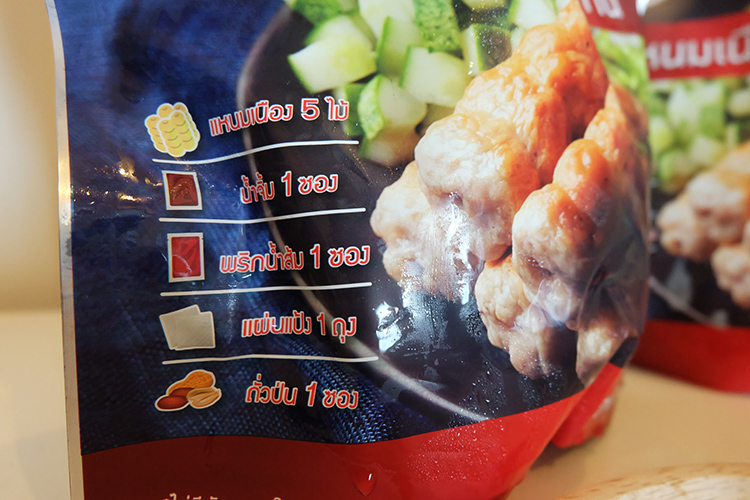 แหนมเนือง 5 ไม้
น้ำจิ้ม 1 ซอง
พริกน้ำส้ม 1 ซอง
แผ่นแป้ง 1 ถุง
ถั่วป่น 1 ซอง